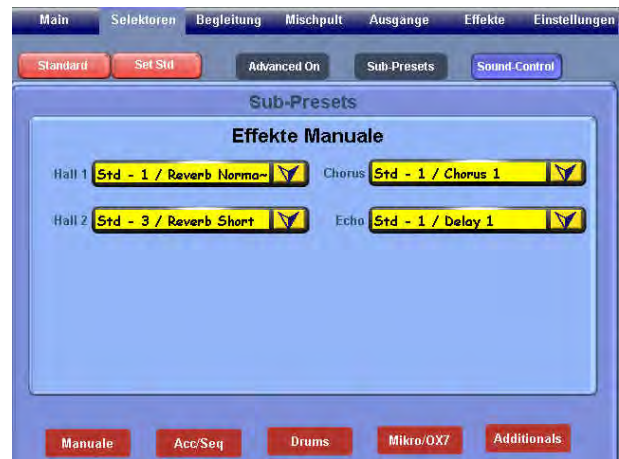 Main Selektoren Begleitung Mischpult Ausgange Effekte Einstellungen
Standard Set Std Advanced On Sub-Presets Sound-Control
Sub-Presets
Effekte Manuale
Hall 1 Std - 1 / Reverb Norma~ Chorus Std - 1 / Chorus 1
Hall 2 Std - 3 / Reverb Short Echo Std - 1 / Delay 1
Manuale Acc/Seq Drums Mikro/OX7 Additionals